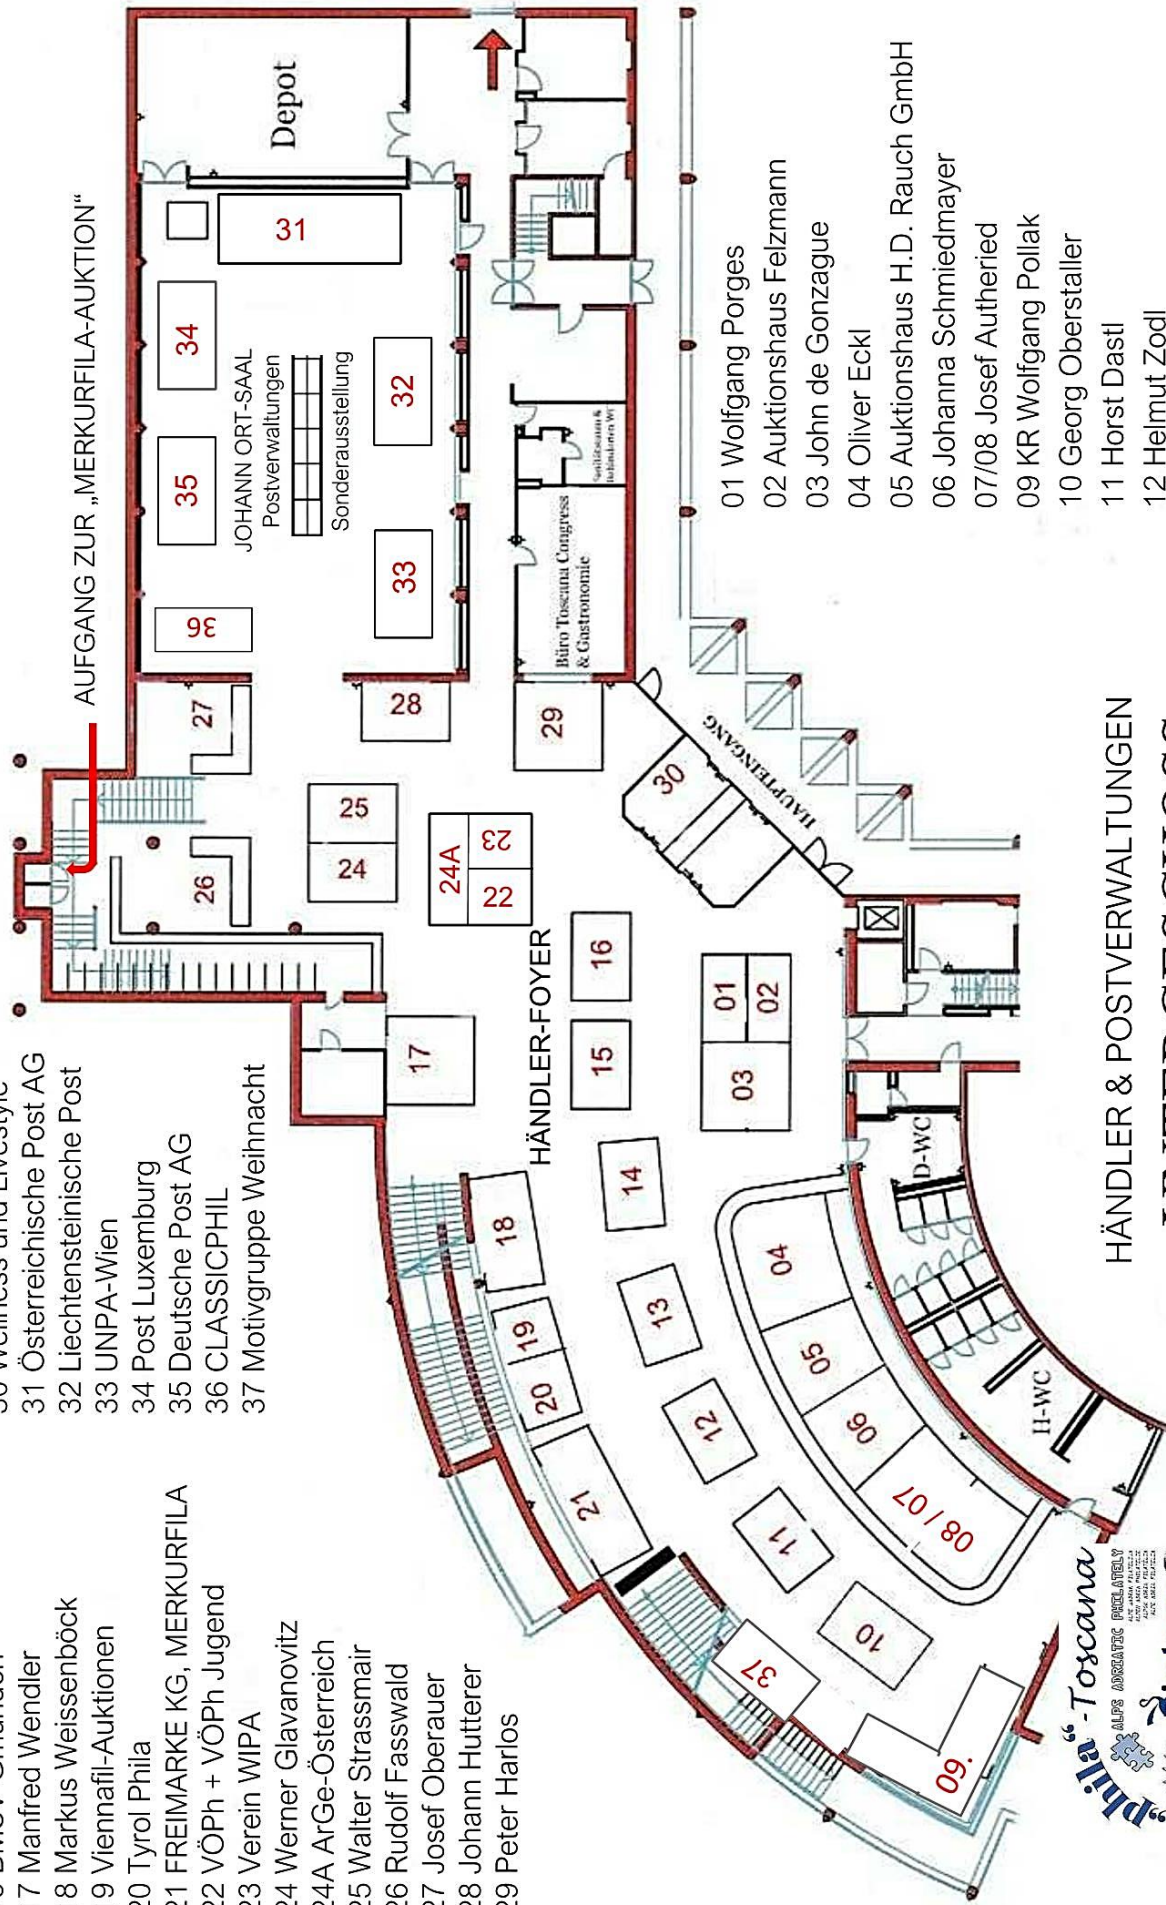 AUFGANG ZUR „MERKURFILA-AUKTION“
Depot
31
34
35
36
JOHANN ORT-SAAL
Postverwaltungen
Sonderausstellung
32
33
27
28
29
Büro Toscana Congress
& Gastronomie
HAUPTEINGANG
30
26
25
24
24A
23
22
HÄNDLER-FOYER
16
15
17
01
02
03
14
13
12
11
10
18
19
20
21
04
05
06
08 / 07
37
09.
D-WC
H-WC
7 Manfred Wendler
8 Markus Weissenböck
9 Viennafil-Auktionen
20 Tyrol Phila
21 FREIMARKE KG, MERKURFILA
22 VÖPh + VÖPh Jugend
23 Verein WIPA
24 Werner Glavanovitz
24A ArGe-Österreich
25 Walter Strassmair
26 Rudolf Fasswald
27 Josef Oberauer
28 Johann Hutterer
29 Peter Harlos
31 Österreichische Post AG
32 Liechtensteinische Post
33 UNPA-Wien
34 Post Luxemburg
35 Deutsche Post AG
36 CLASSICPHIL
37 Motivgruppe Weihnacht
01 Wolfgang Porges
02 Auktionshaus Felzmann
03 John de Gonzague
04 Oliver Eckl
05 Auktionshaus H.D. Rauch GmbH
06 Johanna Schmiedmayer
07/08 Josef Autheried
09 KR Wolfgang Pollak
10 Georg Oberstaller
11 Horst Dastl
12 Helmut Zodl
HÄNDLER & POSTVERWALTUNGEN
„Phila“-Toscana
ALPS ADRIATIC PHILATELY